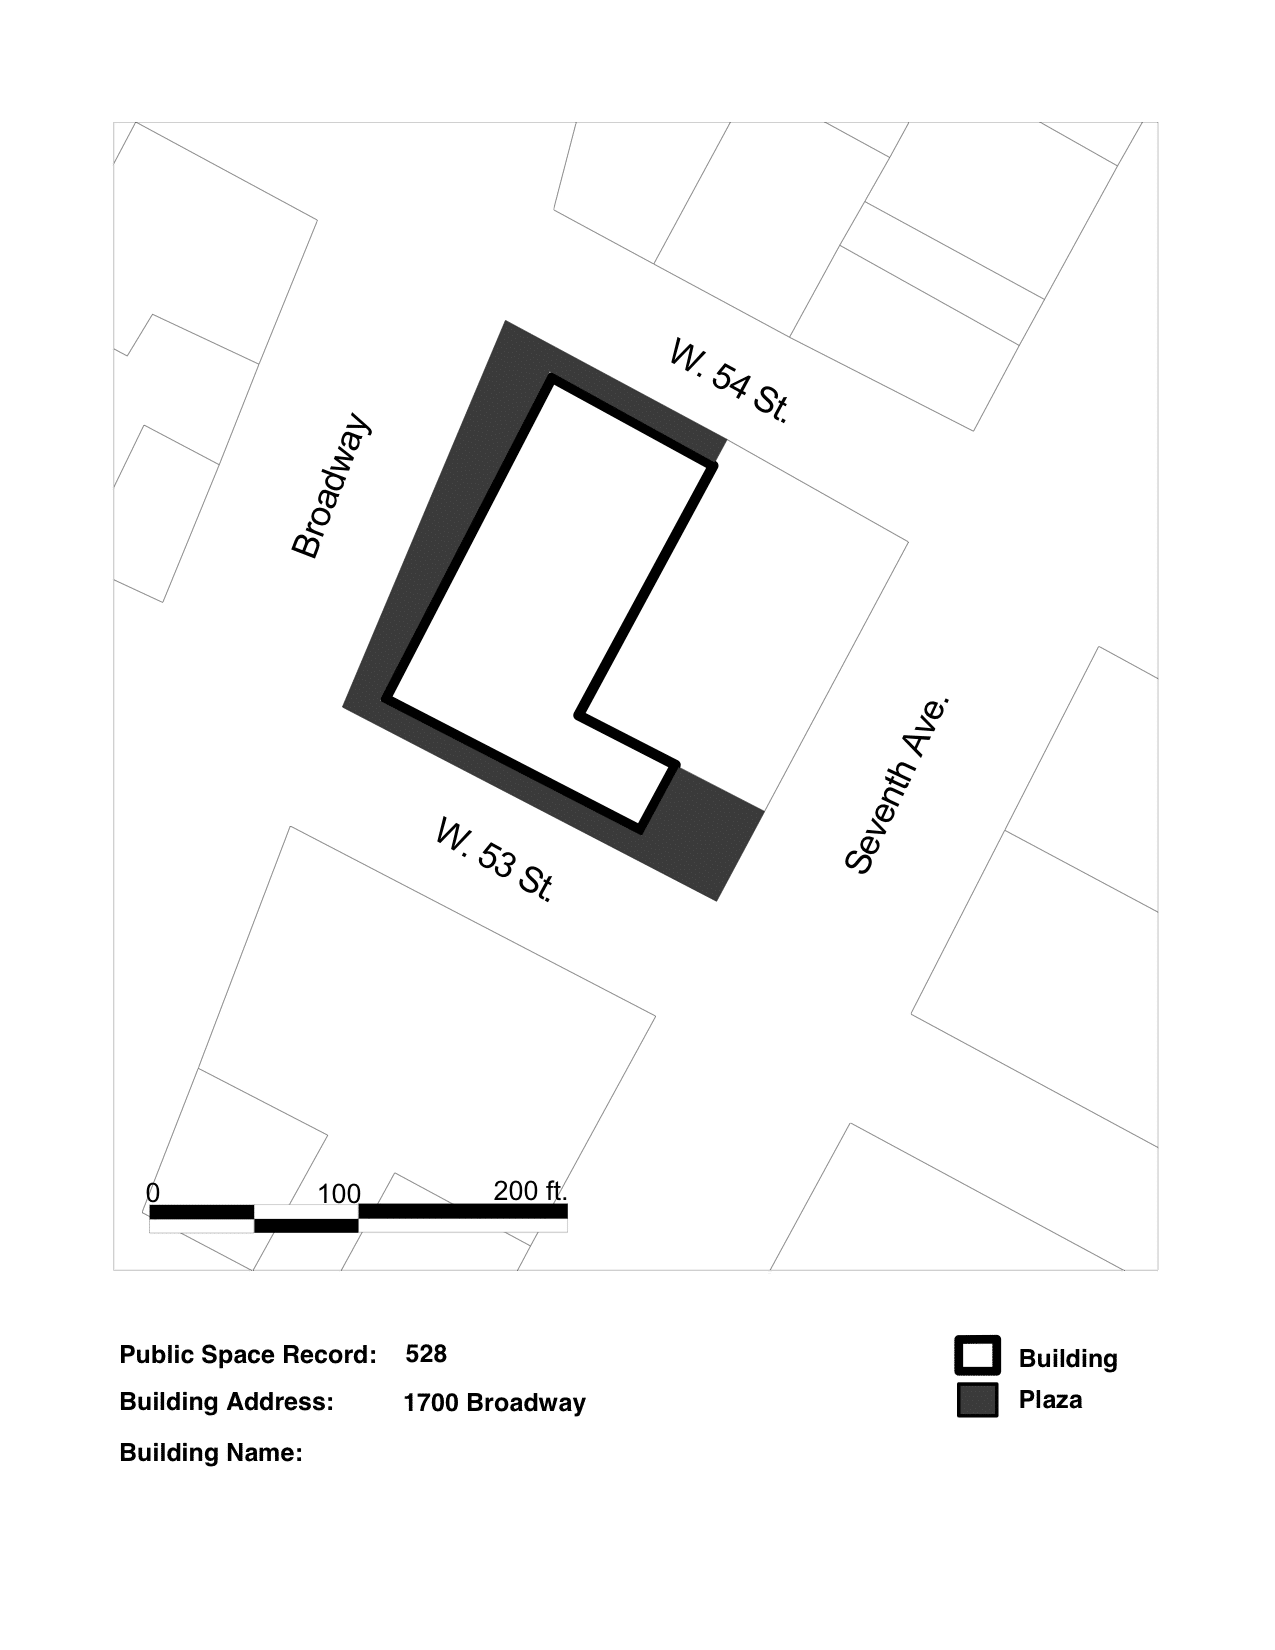 W. 54 St.
Broadway
Seventh Ave.
W. 53 St.
0 100 200 ft.
Public Space Record: 528
Building Address: 1700 Broadway
Building Name:
Building
Plaza